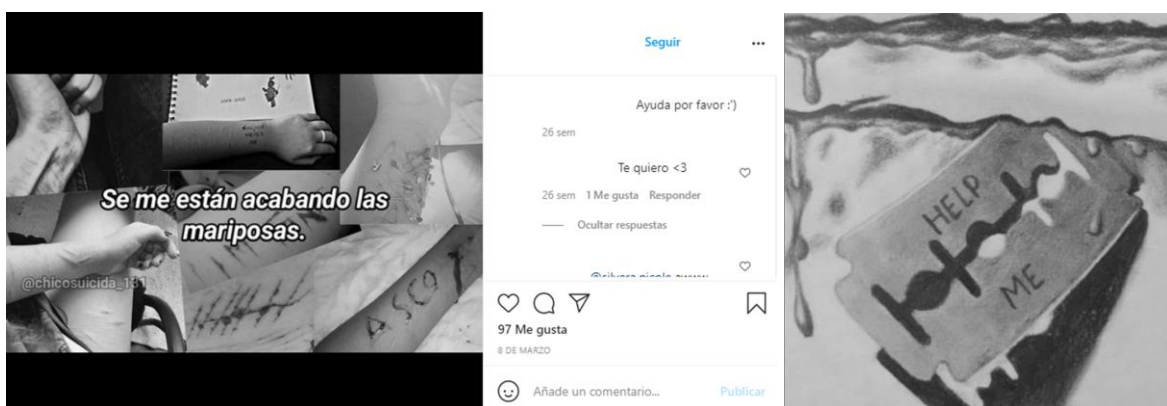 Se me están acabando las
mariposas.
@chicosuicida_131
ASCO
Seguir
Ayuda por favor :')
26 sem
Te quiero <3
26 sem 1 Me gusta Responder
Ocultar respuestas
97 Me gusta
8 DE MARZO
Añade un comentario... Publicar
HELP
ME